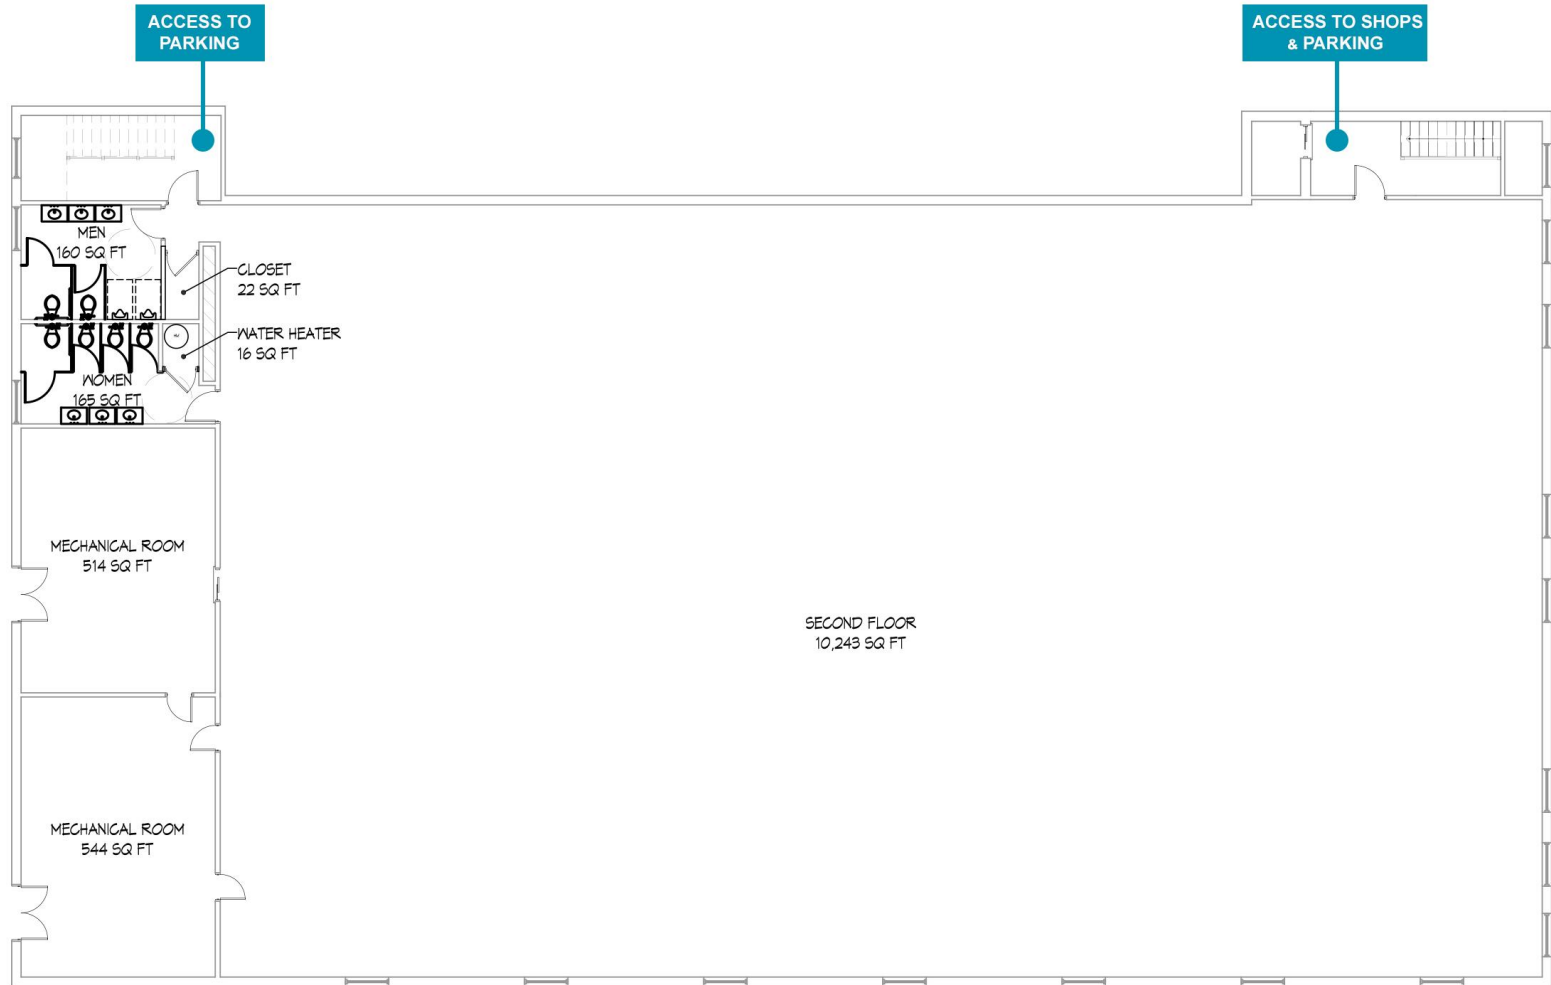 ACCESS TO
PARKING
ACCESS TO SHOPS
& PARKING
MEN
160 SQ FT
CLOSET
22 SQ FT
WATER HEATER
16 SQ FT
WOMEN
165 SQ FT
MECHANICAL ROOM
514 SQ FT
SECOND FLOOR
10,243 SQ FT
MECHANICAL ROOM
544 SQ FT